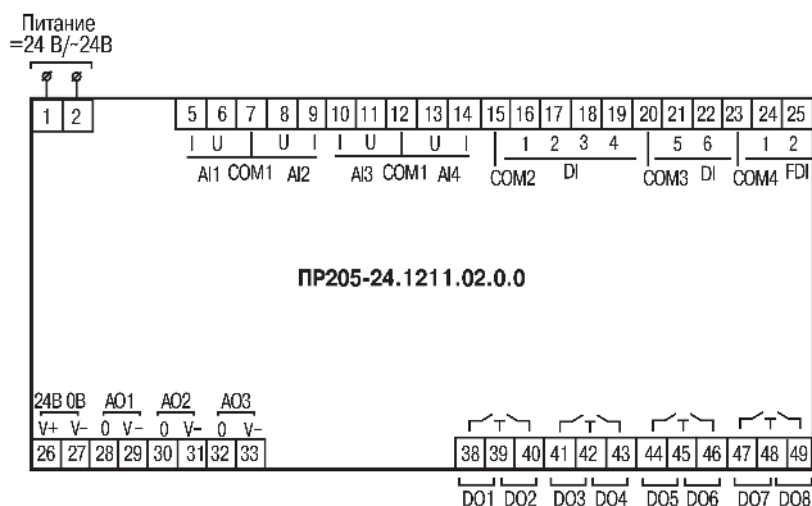 Питание
=24 В/~24В
1 2 5 6 7 8 9 10 11 12 13 14 15 16 17 18 19 20 21 22 23 24 25
I U U I I U U I 1 2 3 4 5 6 1 2
AI1 COM1 AI2 AI3 COM1 AI4 COM2 DI COM3 DI COM4 FDI
ПР205-24.1211.02.0.0
24В 0В AO1 AO2 AO3
V+ V- 0 V- 0 V- 0 V-
26 27 28 29 30 31 32 33 38 39 40 41 42 43 44 45 46 47 48 49
DO1 DO2 DO3 DO4 DO5 DO6 DO7 DO8